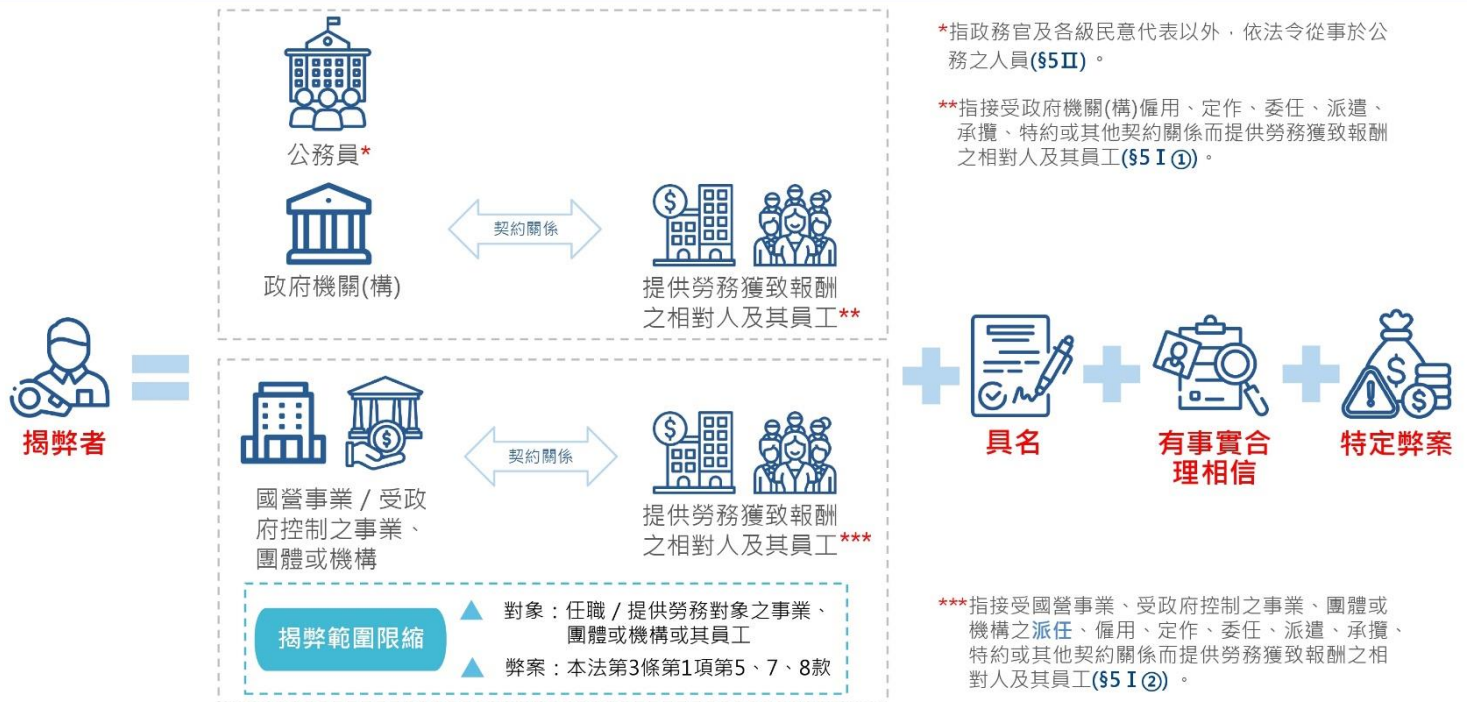 公務員*
政府機關(構)
契約關係
提供勞務獲致報酬
之相對人及其員工**
*指政務官及各級民意代表以外，依法令從事於公
務之人員(§5Ⅱ)。
**指接受政府機關(構)僱用、定作、委任、派遣、
承攬、特約或其他契約關係而提供勞務獲致報酬
之相對人及其員工(§5Ⅰ①)。
揭弊者
國營事業／受政
府控制之事業、
團體或機構
契約關係
提供勞務獲致報酬
之相對人及其員工***
揭弊範圍限縮
對象：任職／提供勞務對象之事業、
團體或機構或其員工
弊案：本法第3條第1項第5、7、8款
具名
有事實合
理相信
特定弊案
***指接受國營事業、受政府控制之事業、團體或
機構之派任、僱用、定作、委任、派遣、承攬、
特約或其他契約關係而提供勞務獲致報酬之相
對人及其員工(§5Ⅰ②)。